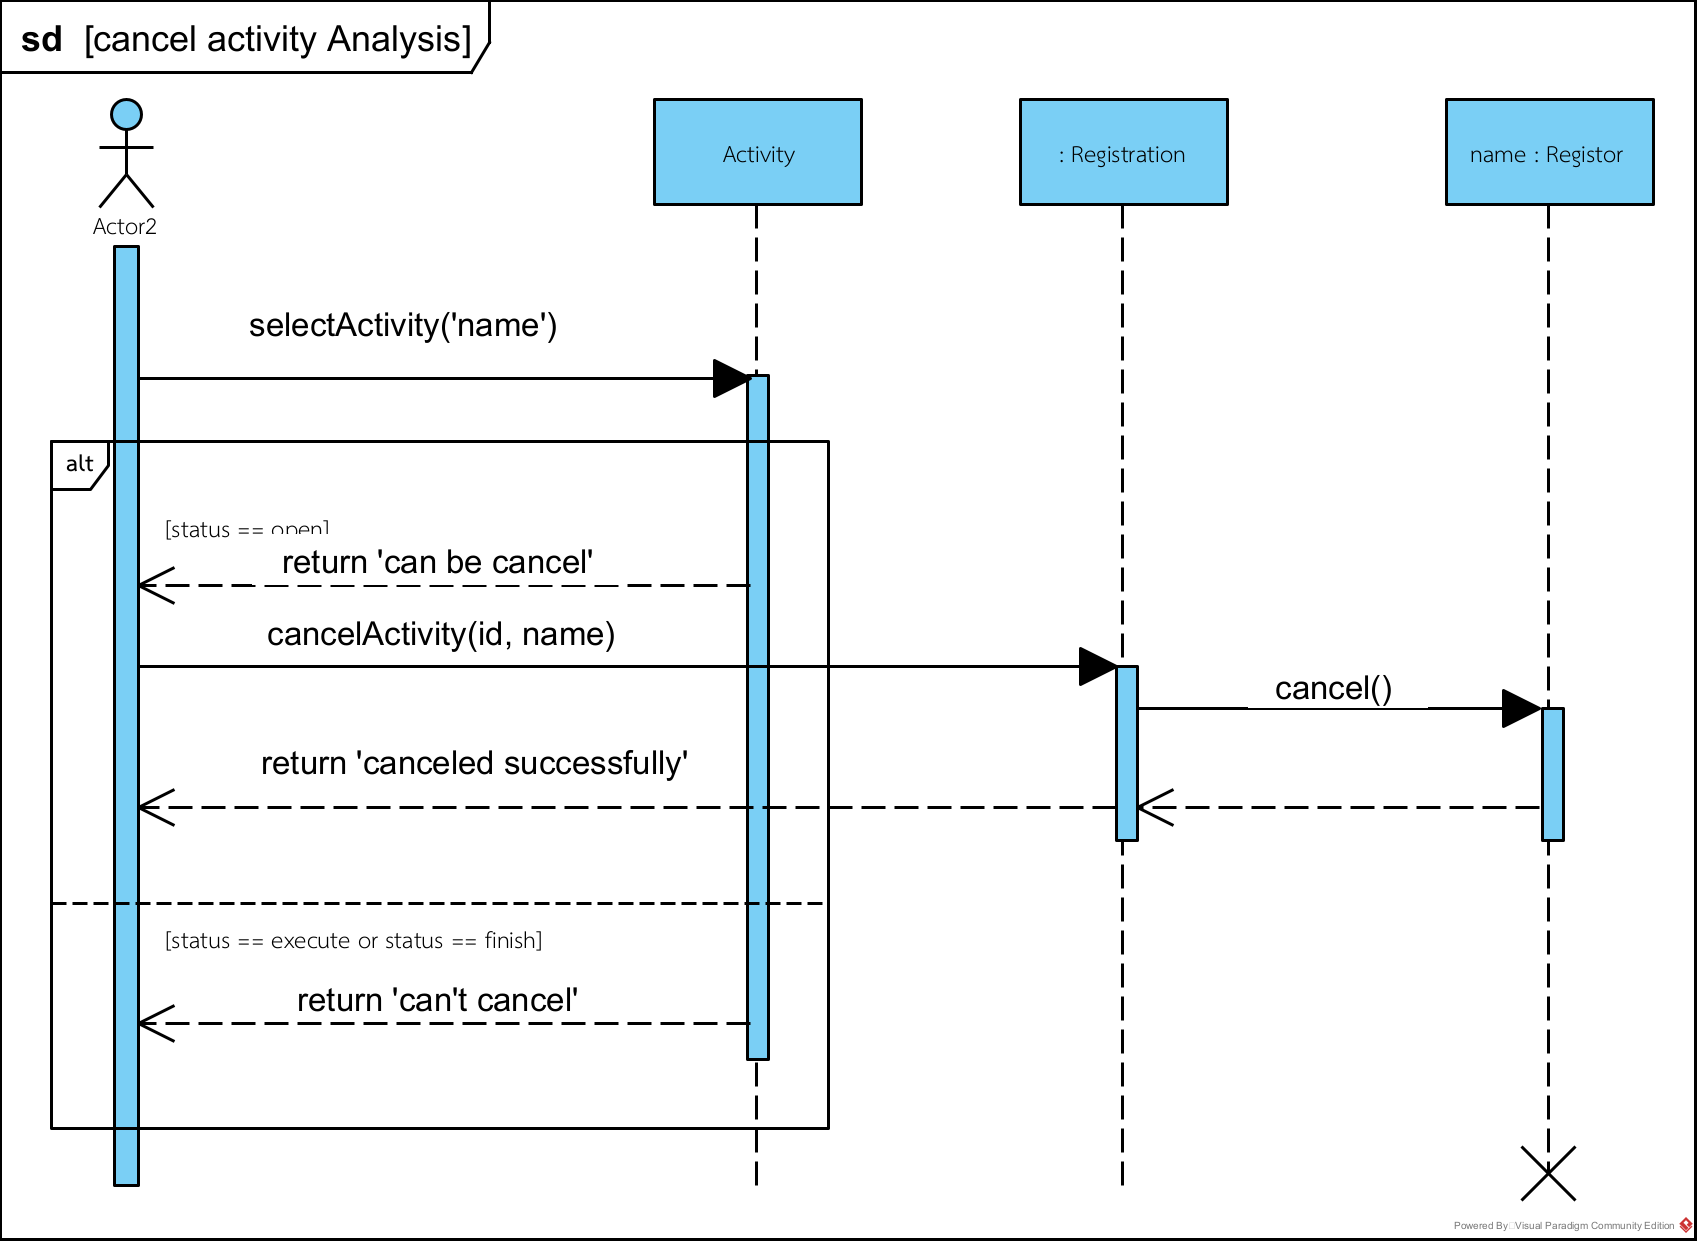 sd [cancel activity Analysis]
Actor2
Activity
: Registration
name : Registor
selectActivity('name')
alt
[status == open]
return 'can be cancel'
cancelActivity(id, name)
cancel()
return 'canceled successfully'
[status == execute or status == finish]
return 'can't cancel'
Powered By Visual Paradigm Community Edition